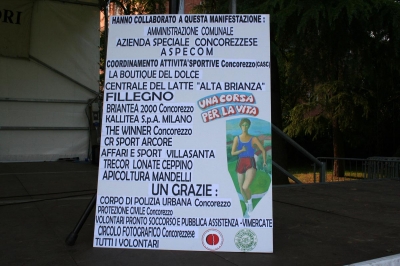 ORI
HANNO COLLABORATO A QUESTA MANIFESTAZIONE :
AMMINISTRAZIONE COMUNALE
AZIENDA SPECIALE CONCOREZZESE
ASPECOM
COORDINAMENTO ATTIVITA'SPORTIVE Concorezzo(CASC)
LA BOUTIQUE DEL DOLCE
CENTRALE DEL LATTE "ALTA BRIANZA"
FILLEGNO
BRIANTEA 2000 Concorezzo
KALLITEA S.p.A. MILANO
THE WINNER Concorezzo
CR SPORT ARCORE
AFFARI E SPORT VILLASANTA
TRECOR LONATE CEPPINO
APICOLTURA MANDELLI
UNA CORSA
PER LA VITA
UN GRAZIE :
CORPO DI POLIZIA URBANA Concorezzo
PROTEZIONE CIVILE Concorezzo
VOLONTARI PRONTO SOCCORSO E PUBBLICA ASSISTENZA -VIMERCATE
CIRCOLO FOTOGRAFICO Concorezzese
TUTTI I VOLONTARI